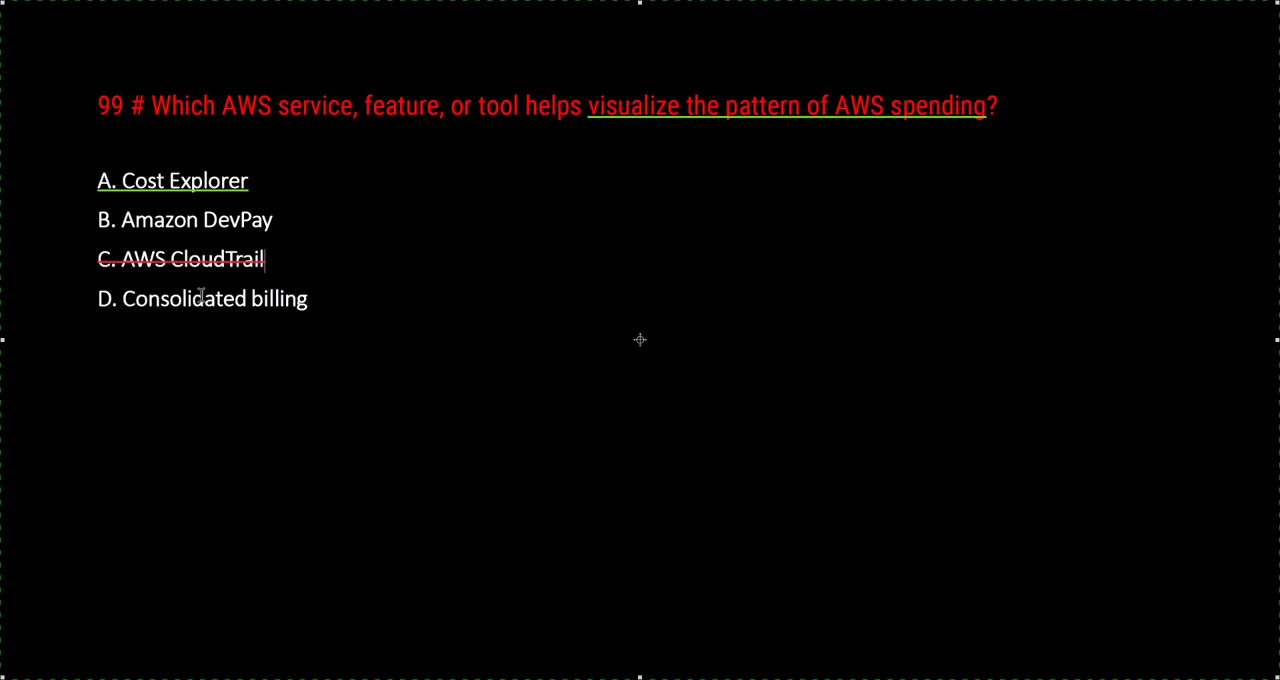 99 # Which AWS service, feature, or tool helps visualize the pattern of AWS spending?
A. Cost Explorer
B. Amazon DevPay
C. AWS CloudTrail
D. Consolidated billing